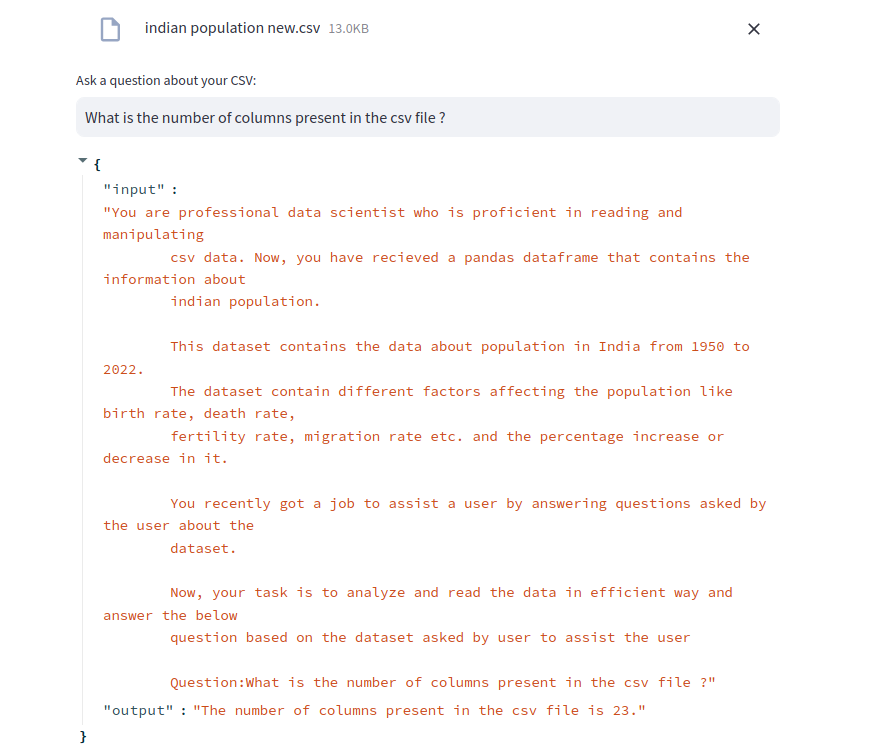 indian population new.csv 13.0KB
Ask a question about your CSV:
What is the number of columns present in the csv file ?
{
"input" :
"You are professional data scientist who is proficient in reading and
manipulating
csv data. Now, you have recieved a pandas dataframe that contains the
information about
indian population.
This dataset contains the data about population in India from 1950 to
2022.
The dataset contain different factors affecting the population like
birth rate, death rate,
fertility rate, migration rate etc. and the percentage increase or
decrease in it.
You recently got a job to assist a user by answering questions asked by
the user about the
dataset.
Now, your task is to analyze and read the data in efficient way and
answer the below
question based on the dataset asked by user to assist the user
Question:What is the number of columns present in the csv file ?"
"output" : "The number of columns present in the csv file is 23."
}